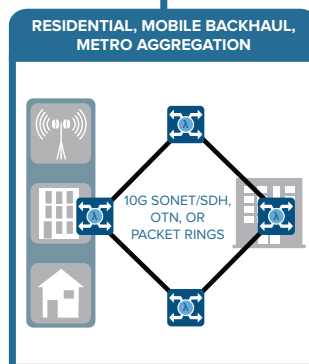 RESIDENTIAL, MOBILE BACKHAUL,
METRO AGGREGATION
λ
10G SONET/SDH,
OTN, OR
PACKET RINGS
λ
λ
λ